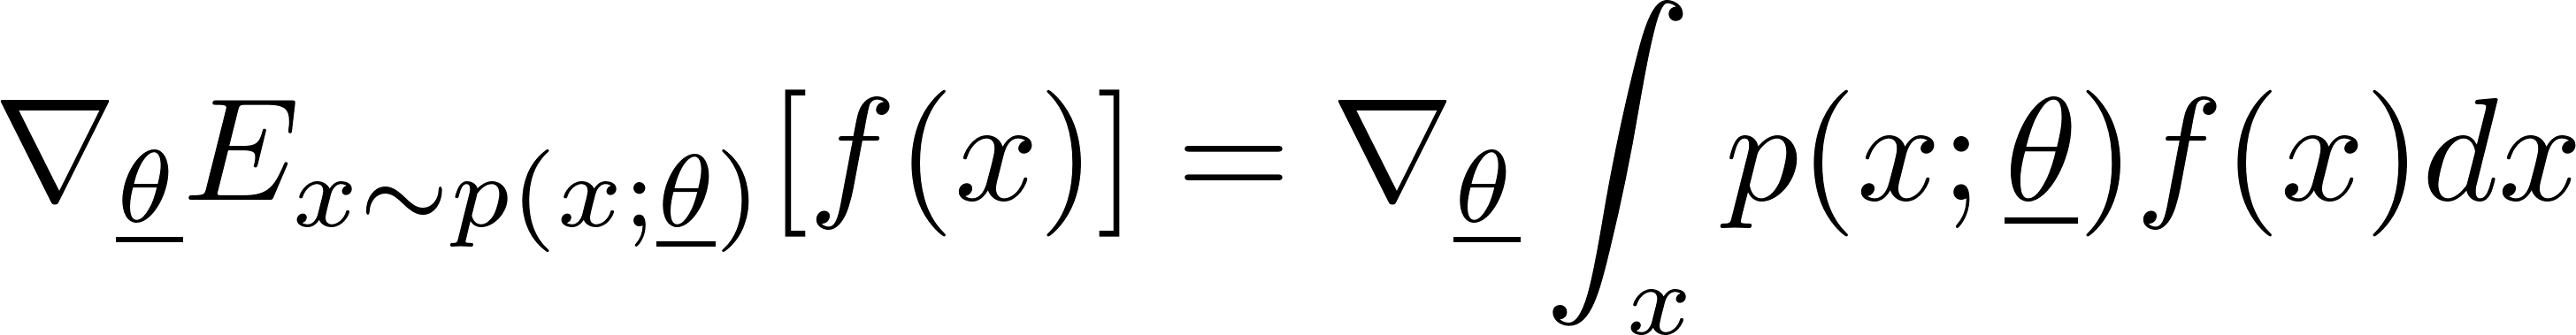 ∇_θ̲ E_{x∼p(x;θ̲)} [f(x)] = ∇_θ̲ ∫_x p(x; θ̲) f(x) dx